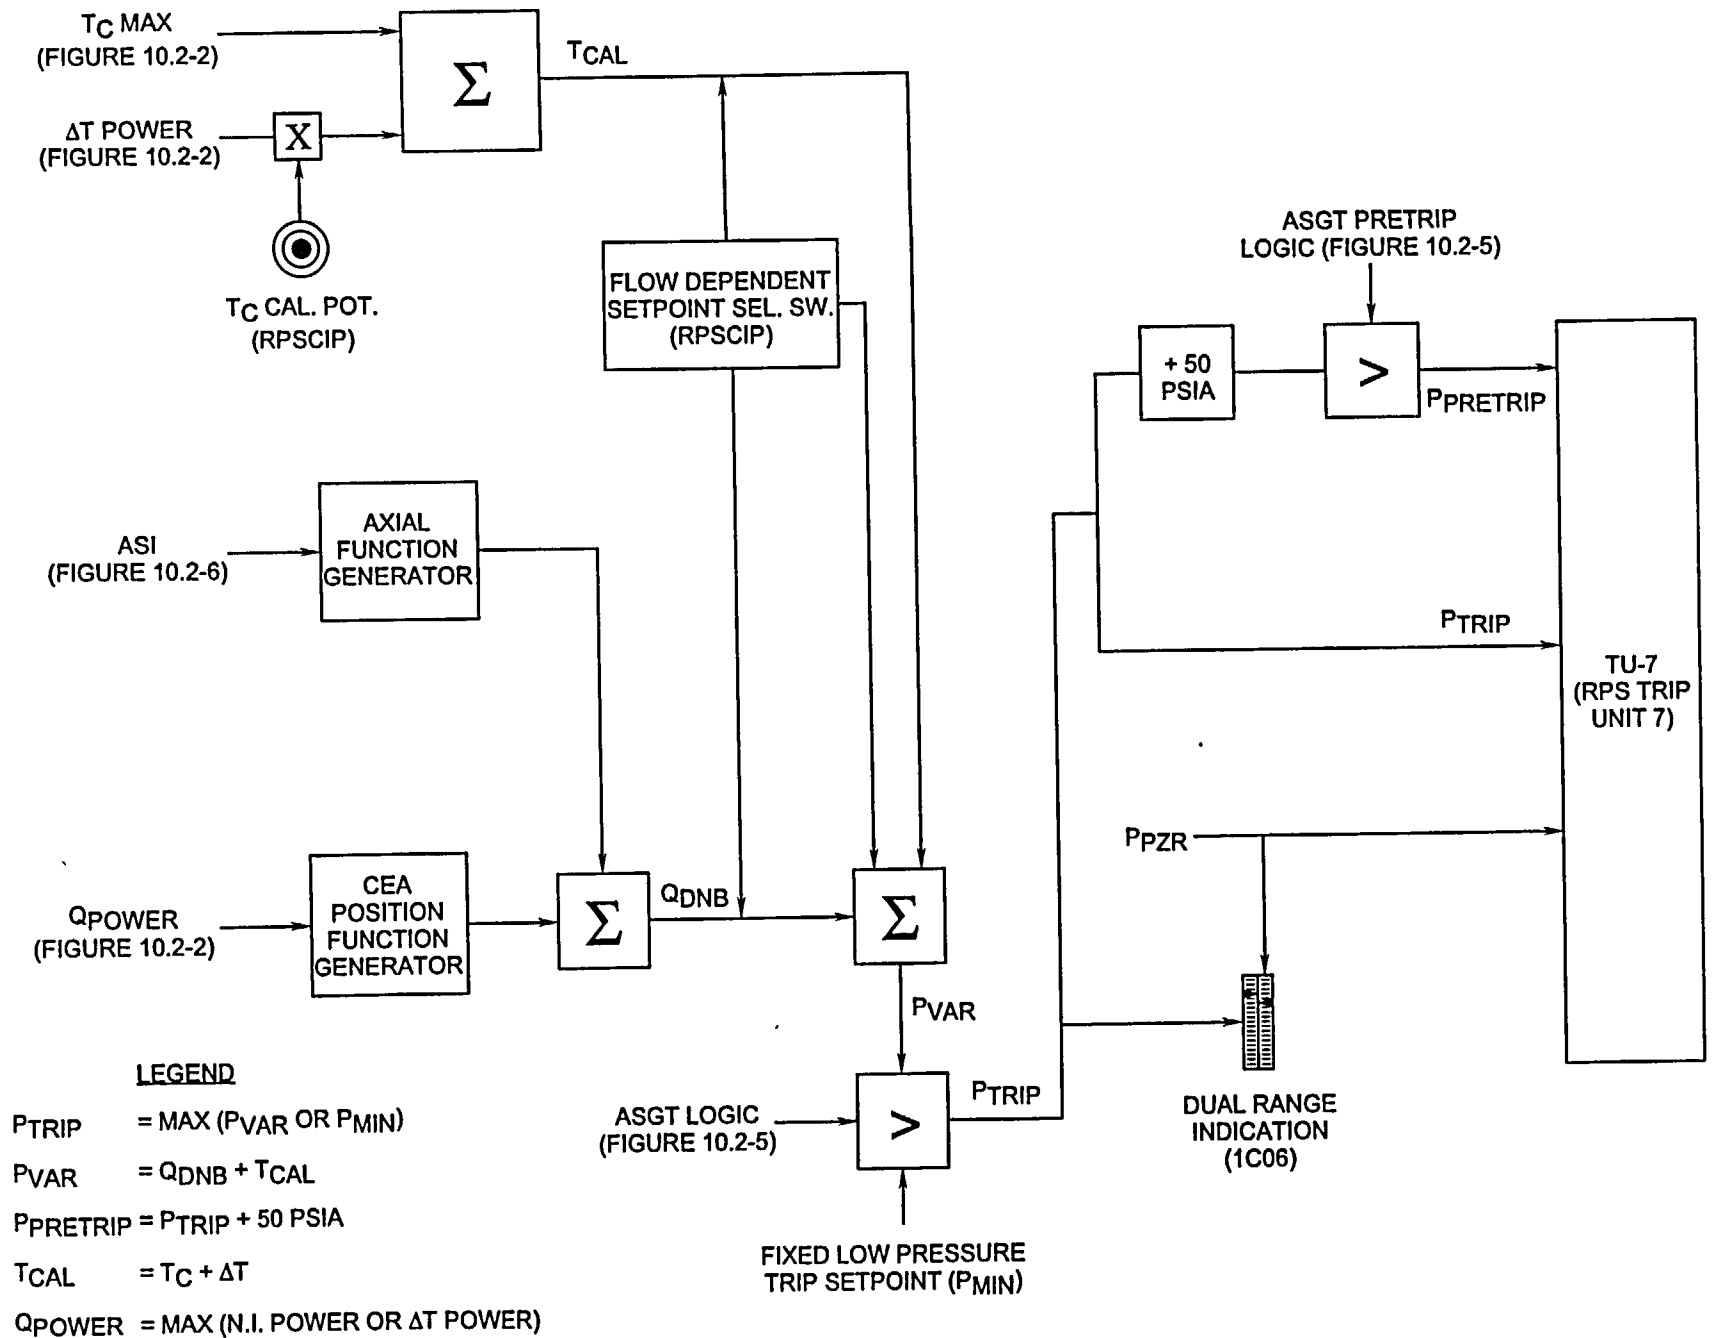 TC MAX
(FIGURE 10.2-2)
ΔT POWER
(FIGURE 10.2-2)
X
TC CAL. POT.
(RPSCIP)
Σ
TCAL
FLOW DEPENDENT
SETPOINT SEL. SW.
(RPSCIP)
ASGT PRETRIP
LOGIC (FIGURE 10.2-5)
+ 50
PSIA
>
PPRETRIP
ASI
(FIGURE 10.2-6)
AXIAL
FUNCTION
GENERATOR
PTRIP
TU-7
(RPS TRIP
UNIT 7)
PPZR
QPOWER
(FIGURE 10.2-2)
CEA
POSITION
FUNCTION
GENERATOR
Σ
QDNB
Σ
PVAR
ASGT LOGIC
(FIGURE 10.2-5)
>
PTRIP
DUAL RANGE
INDICATION
(1C06)
FIXED LOW PRESSURE
TRIP SETPOINT (PMIN)
LEGEND
PTRIP = MAX (PVAR OR PMIN)
PVAR = QDNB + TCAL
PPRETRIP = PTRIP + 50 PSIA
TCAL = TC + ΔT
QPOWER = MAX (N.I. POWER OR ΔT POWER)